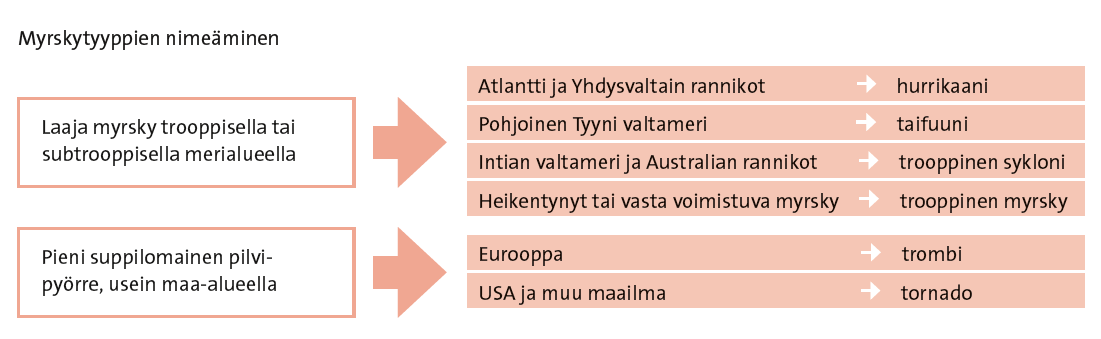 Myrskytyyppien nimeäminen
Laaja myrsky trooppisella tai
subtrooppisella merialueella
Atlantti ja Yhdysvaltain rannikot → hurrikaani
Pohjoinen Tyyni valtameri → taifuuni
Intian valtameri ja Australian rannikot → trooppinen sykloni
Heikentynyt tai vasta voimistuva myrsky → trooppinen myrsky
Pieni suppilomainen pilvi-
pyörre, usein maa-alueella
Eurooppa → trombi
USA ja muu maailma → tornado